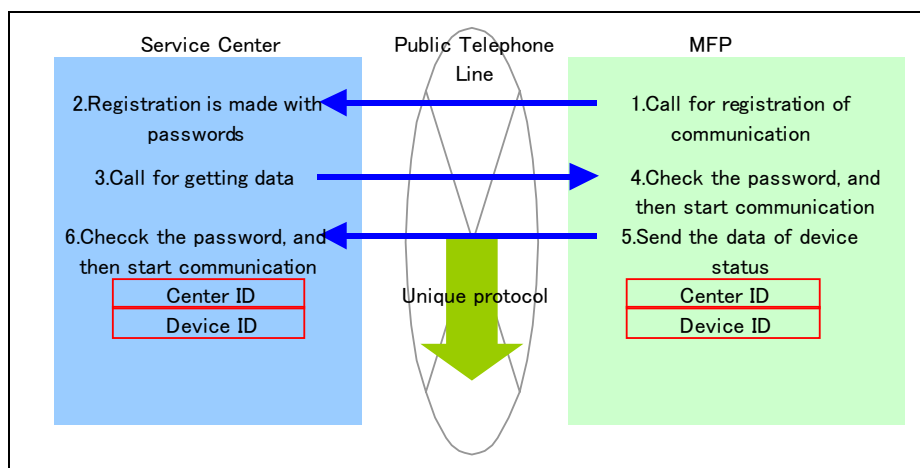 Service Center
Public Telephone
Line
MFP
2.Registration is made with
passwords
1.Call for registration of
communication
3.Call for getting data
4.Check the password, and
then start communication
6.Checck the password, and
then start communication
5.Send the data of device
status
Center ID
Device ID
Unique protocol
Center ID
Device ID